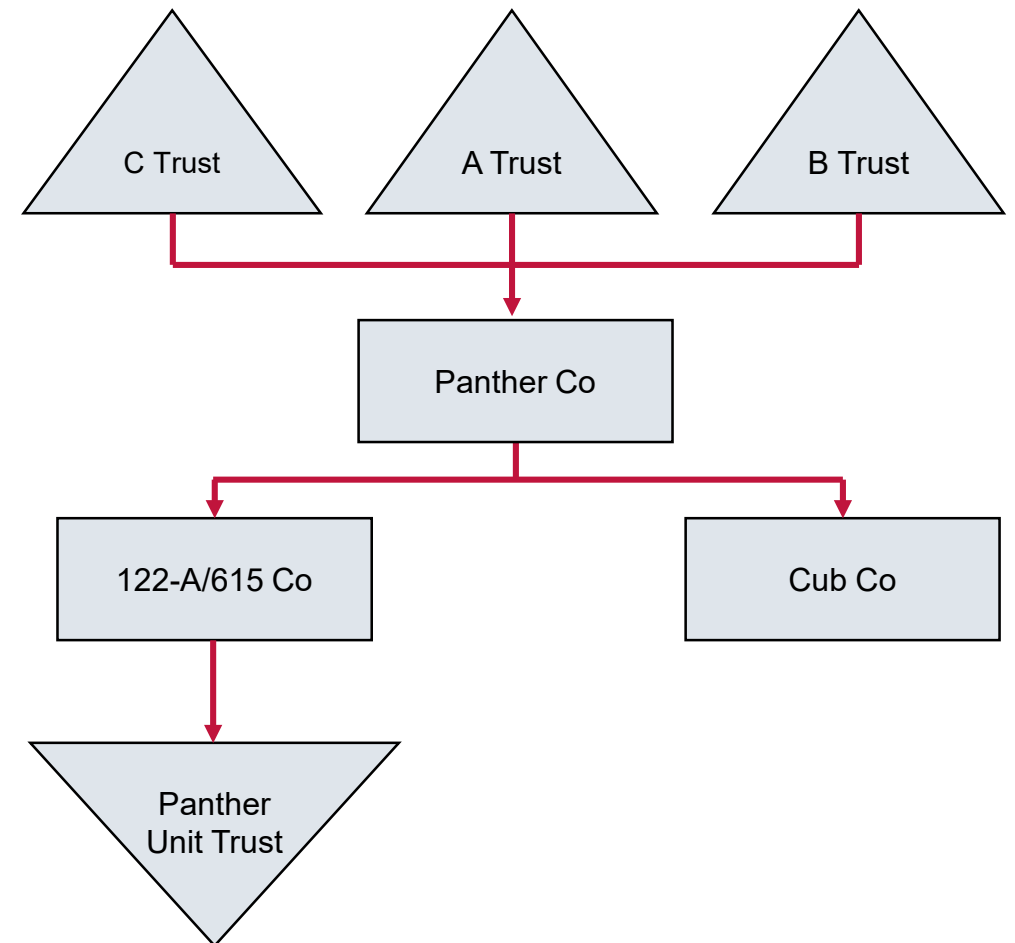 C Trust
A Trust
B Trust
Panther Co
122-A/615 Co
Cub Co
Panther
Unit Trust